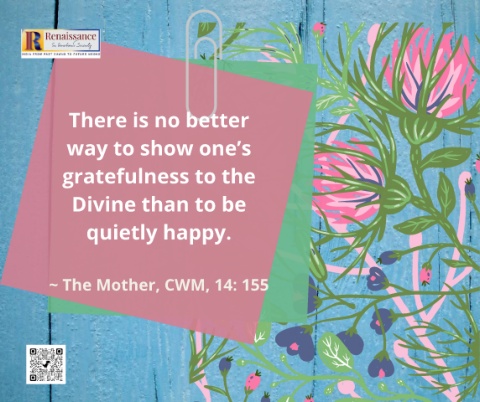 Renaissance
There is no better
way to show one’s
gratefulness to the
Divine than to be
quietly happy.
~ The Mother, CWM, 14: 155